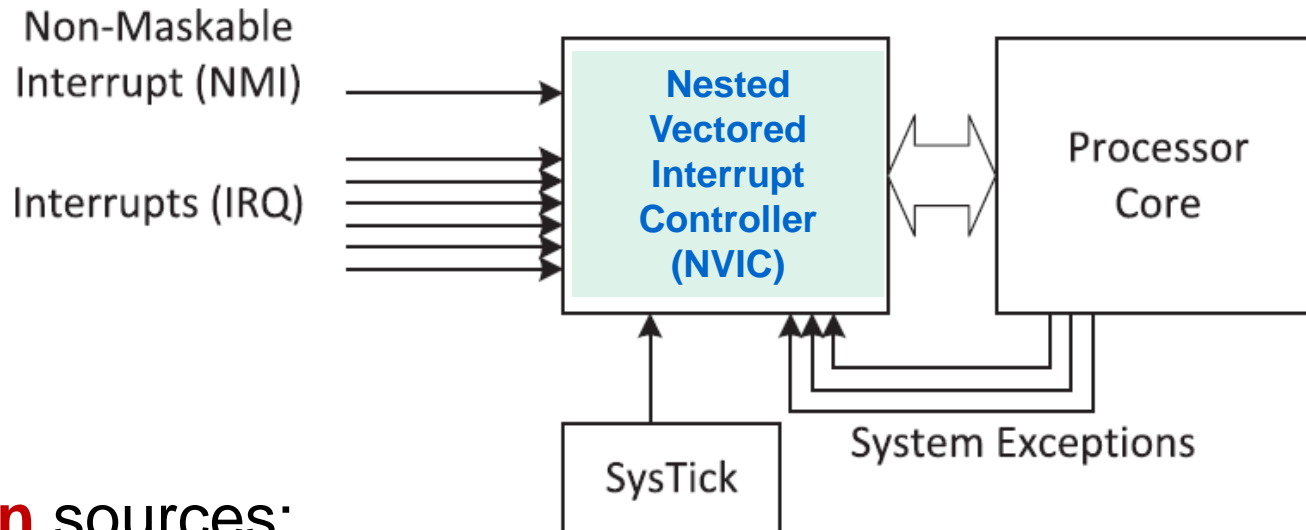 Non-Maskable
Interrupt (NMI)
Interrupts (IRQ)
Nested
Vectored
Interrupt
Controller
(NVIC)
Processor
Core
System Exceptions
SysTick
n sources: